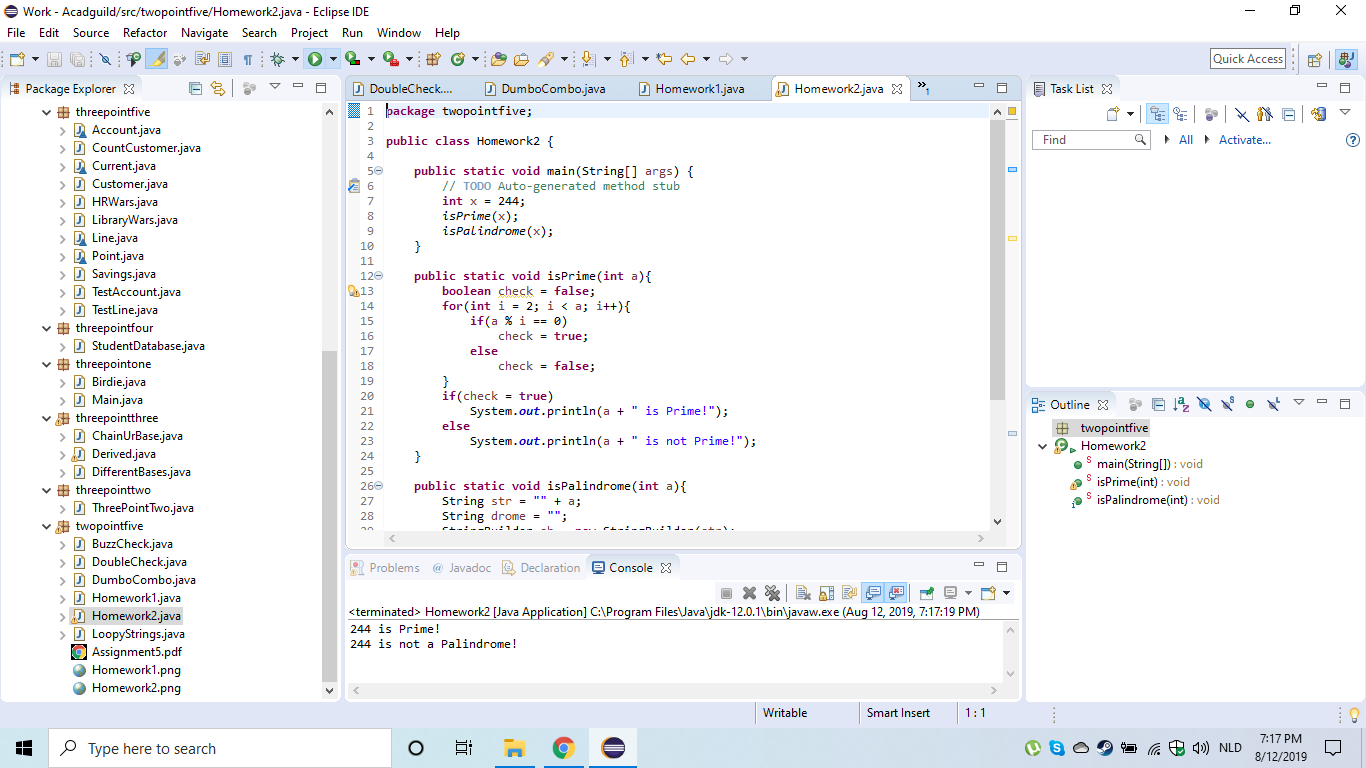 Work - Acadguild/src/twopointfive/Homework2.java - Eclipse IDE
File Edit Source Refactor Navigate Search Project Run Window Help
Quick Access
Package Explorer
threepointfive
Account.java
CountCustomer.java
Current.java
Customer.java
HRWars.java
LibraryWars.java
Line.java
Point.java
Savings.java
TestAccount.java
TestLine.java
threepointfour
StudentDatabase.java
threepointone
Birdie.java
Main.java
threepointthree
ChainUrBase.java
Derived.java
DifferentBases.java
threepointtwo
ThreePointTwo.java
twopointfive
BuzzCheck.java
DoubleCheck.java
DumboCombo.java
Homework1.java
Homework2.java
LoopyStrings.java
Assignment5.pdf
Homework1.png
Homework2.png
DoubleCheck.... DumboCombo.java Homework1.java Homework2.java »1
1 package twopointfive;
2
3 public class Homework2 {
4
5 public static void main(String[] args) {
6 // TODO Auto-generated method stub
7 int x = 244;
8 isPrime(x);
9 isPalindrome(x);
10 }
11
12 public static void isPrime(int a){
13 boolean check = false;
14 for(int i = 2; i < a; i++){
15 if(a % i == 0)
16 check = true;
17 else
18 check = false;
19 }
20 if(check = true)
21 System.out.println(a + " is Prime!");
22 else
23 System.out.println(a + " is not Prime!");
24 }
25
26 public static void isPalindrome(int a){
27 String str = "" + a;
28 String drome = "";
Problems @ Javadoc Declaration Console
<terminated> Homework2 [Java Application] C:\Program Files\Java\jdk-12.0.1\bin\javaw.exe (Aug 12, 2019, 7:17:19 PM)
244 is Prime!
244 is not a Palindrome!
Task List
Find All Activate...
Outline
twopointfive
Homework2
main(String[]) : void
isPrime(int) : void
isPalindrome(int) : void
Writable Smart Insert 1 : 1
Type here to search
NLD
7:17 PM
8/12/2019